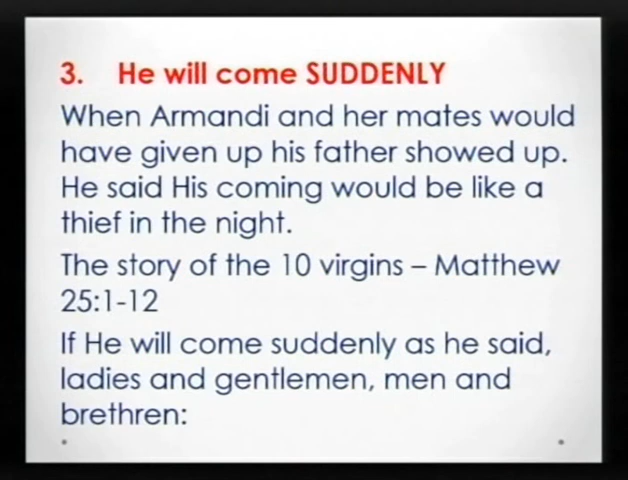 3. He will come SUDDENLY
When Armandi and her mates would
have given up his father showed up.
He said His coming would be like a
thief in the night.
The story of the 10 virgins – Matthew
25:1-12
If He will come suddenly as he said,
ladies and gentlemen, men and
brethren: